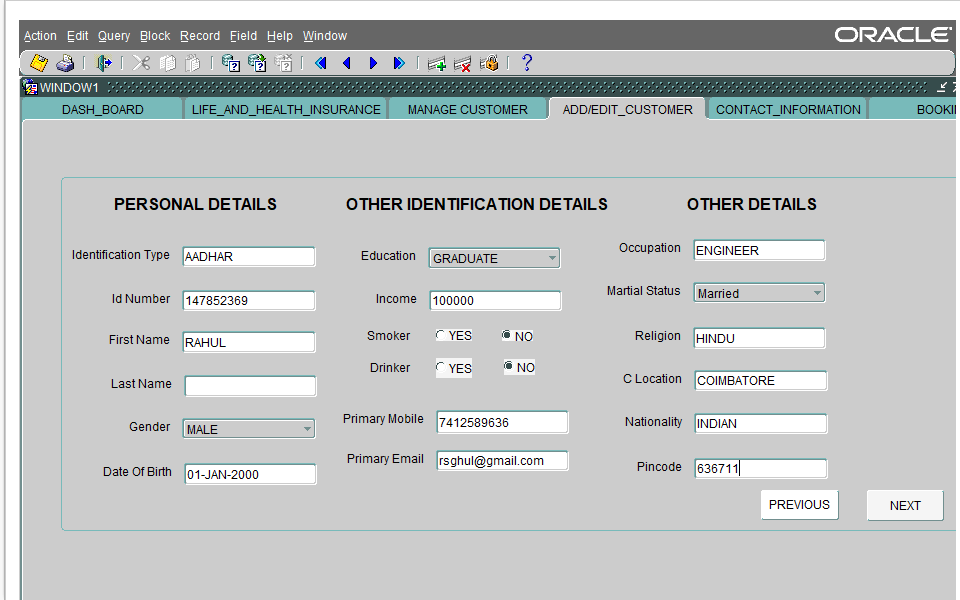 Action Edit Query Block Record Field Help Window
ORACLE
WINDOW1
DASH_BOARD LIFE_AND_HEALTH_INSURANCE MANAGE CUSTOMER ADD/EDIT_CUSTOMER CONTACT_INFORMATION BOOKI
PERSONAL DETAILS
Identification Type AADHAR
Id Number 147852369
First Name RAHUL
Last Name
Gender MALE
Date Of Birth 01-JAN-2000
OTHER IDENTIFICATION DETAILS
Education GRADUATE
Income 100000
Smoker YES NO
Drinker YES NO
Primary Mobile 7412589636
Primary Email rsghul@gmail.com
OTHER DETAILS
Occupation ENGINEER
Martial Status Married
Religion HINDU
C Location COIMBATORE
Nationality INDIAN
Pincode 636711
PREVIOUS NEXT